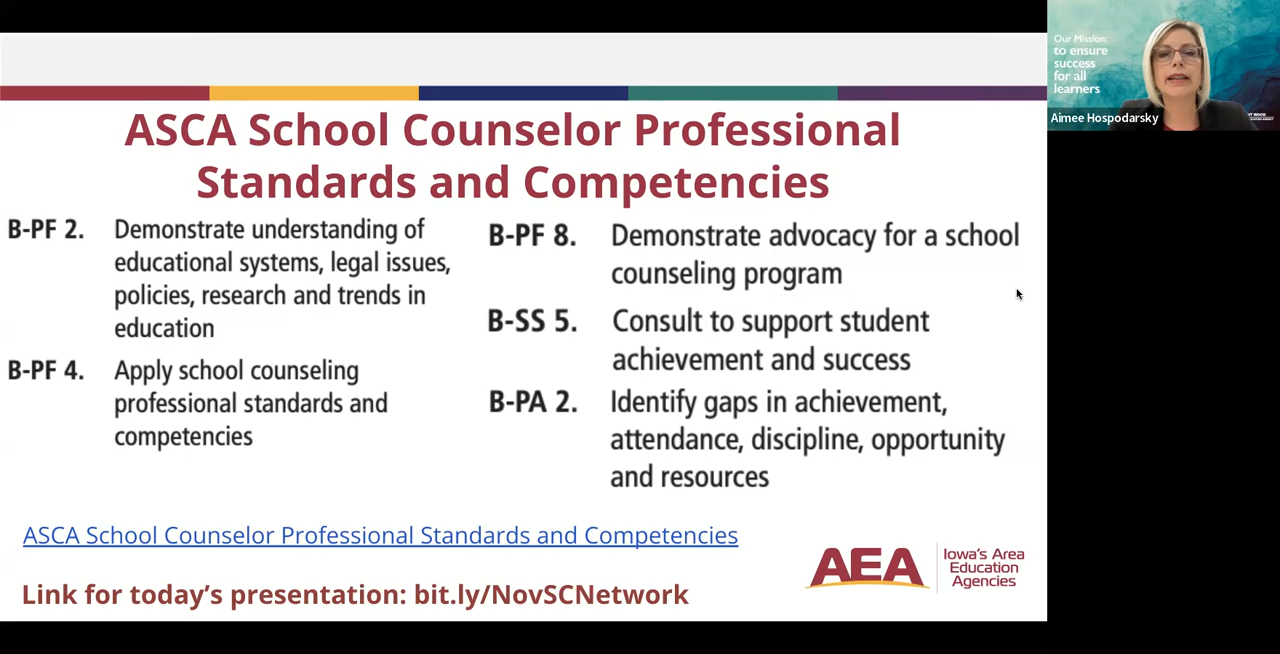 ASCA School Counselor Professional
Standards and Competencies
B-PF 2. Demonstrate understanding of
educational systems, legal issues,
policies, research and trends in
education
B-PF 4. Apply school counseling
professional standards and
competencies
B-PF 8. Demonstrate advocacy for a school
counseling program
B-SS 5. Consult to support student
achievement and success
B-PA 2. Identify gaps in achievement,
attendance, discipline, opportunity
and resources
ASCA School Counselor Professional Standards and Competencies
Link for today's presentation: bit.ly/NovSCNetwork
AEA
Iowa's Area
Education
Agencies
Our Mission:
to ensure
success
for all
learners
Aimee Hospodarsky